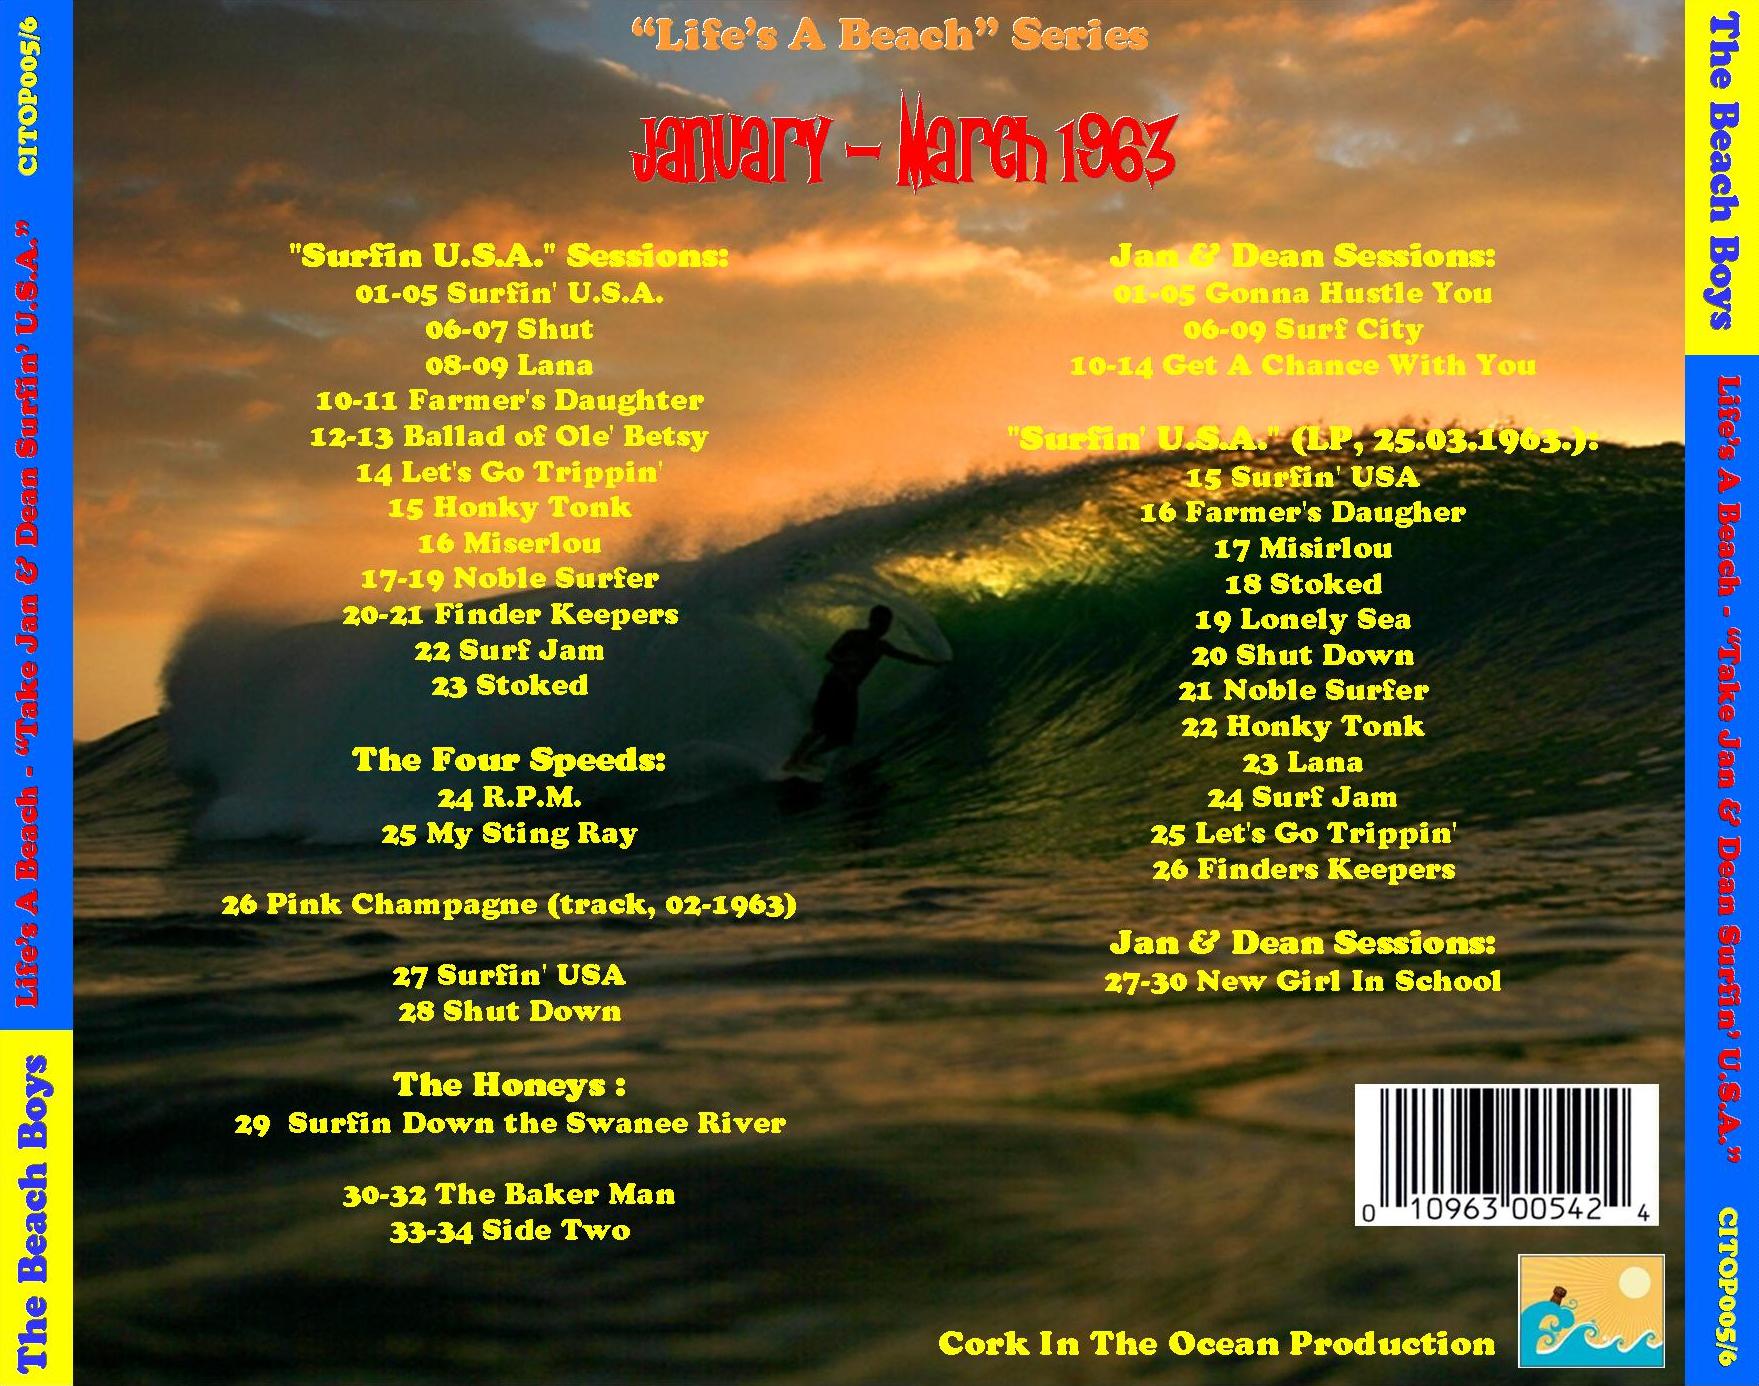 “Life’s A Beach” Series
January – March 1963
"Surfin U.S.A." Sessions:
01-05 Surfin' U.S.A.
06-07 Shut
08-09 Lana
10-11 Farmer's Daughter
12-13 Ballad of Ole' Betsy
14 Let's Go Trippin'
15 Honky Tonk
16 Miserlou
17-19 Noble Surfer
20-21 Finder Keepers
22 Surf Jam
23 Stoked
The Four Speeds:
24 R.P.M.
25 My Sting Ray
26 Pink Champagne (track, 02-1963)
27 Surfin' USA
28 Shut Down
The Honeys :
29 Surfin Down the Swanee River
30-32 The Baker Man
33-34 Side Two
Jan & Dean Sessions:
01-05 Gonna Hustle You
06-09 Surf City
10-14 Get A Chance With You
"Surfin' U.S.A." (LP, 25.03.1963.):
15 Surfin' USA
16 Farmer's Daugher
17 Misirlou
18 Stoked
19 Lonely Sea
20 Shut Down
21 Noble Surfer
22 Honky Tonk
23 Lana
24 Surf Jam
25 Let's Go Trippin'
26 Finders Keepers
Jan & Dean Sessions:
27-30 New Girl In School
0 10963 00542 4
Cork In The Ocean Production
The Beach Boys
Life’s A Beach - “Take Jan & Dean Surfin’ U.S.A.”
CITOP005/6
The Beach Boys
Life’s A Beach - “Take Jan & Dean Surfin’ U.S.A.”
CITOP005/6